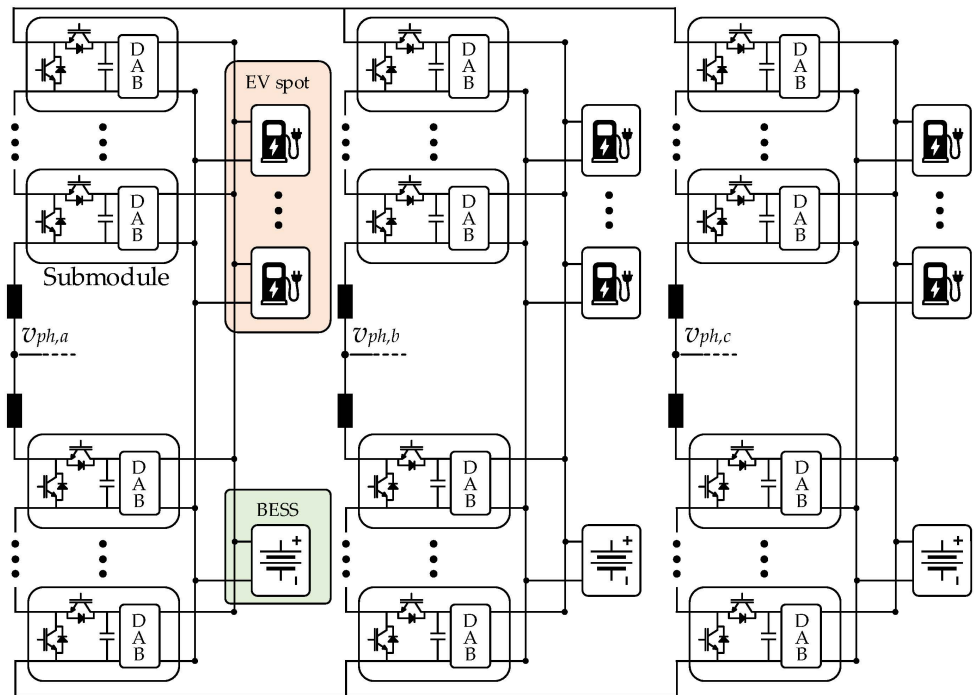 D A B
D A B
D A B
EV spot
D A B
D A B
D A B
Submodule
v_{ph,a}
v_{ph,b}
v_{ph,c}
D A B
D A B
D A B
BESS
+
+
+
D A B
D A B
D A B